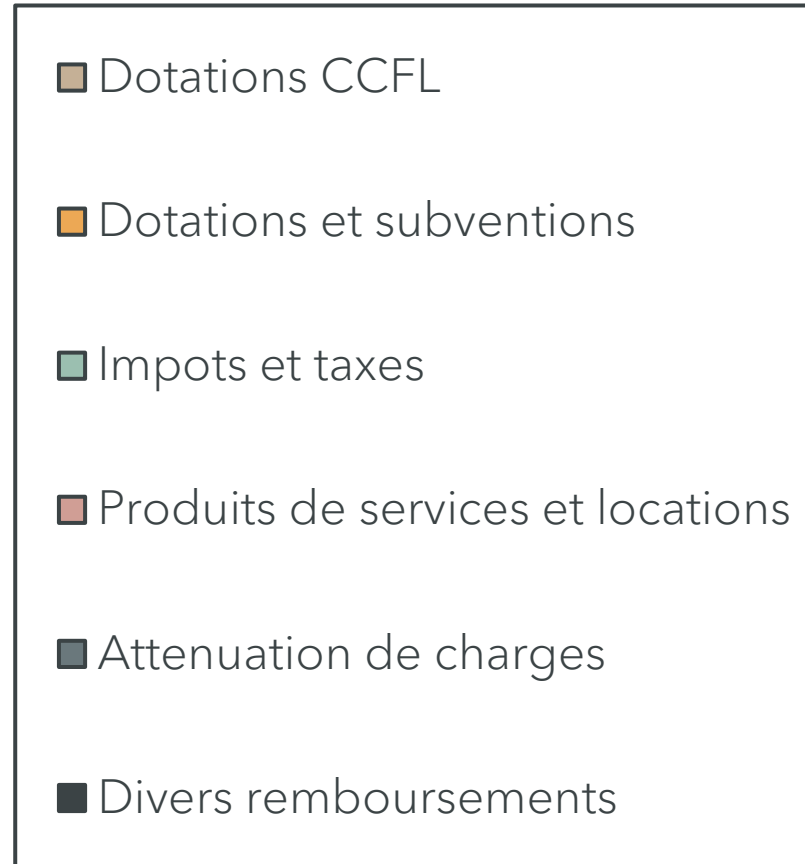 Dotations CCFL
Dotations et subventions
Impots et taxes
Produits de services et locations
Attenuation de charges
Divers remboursements